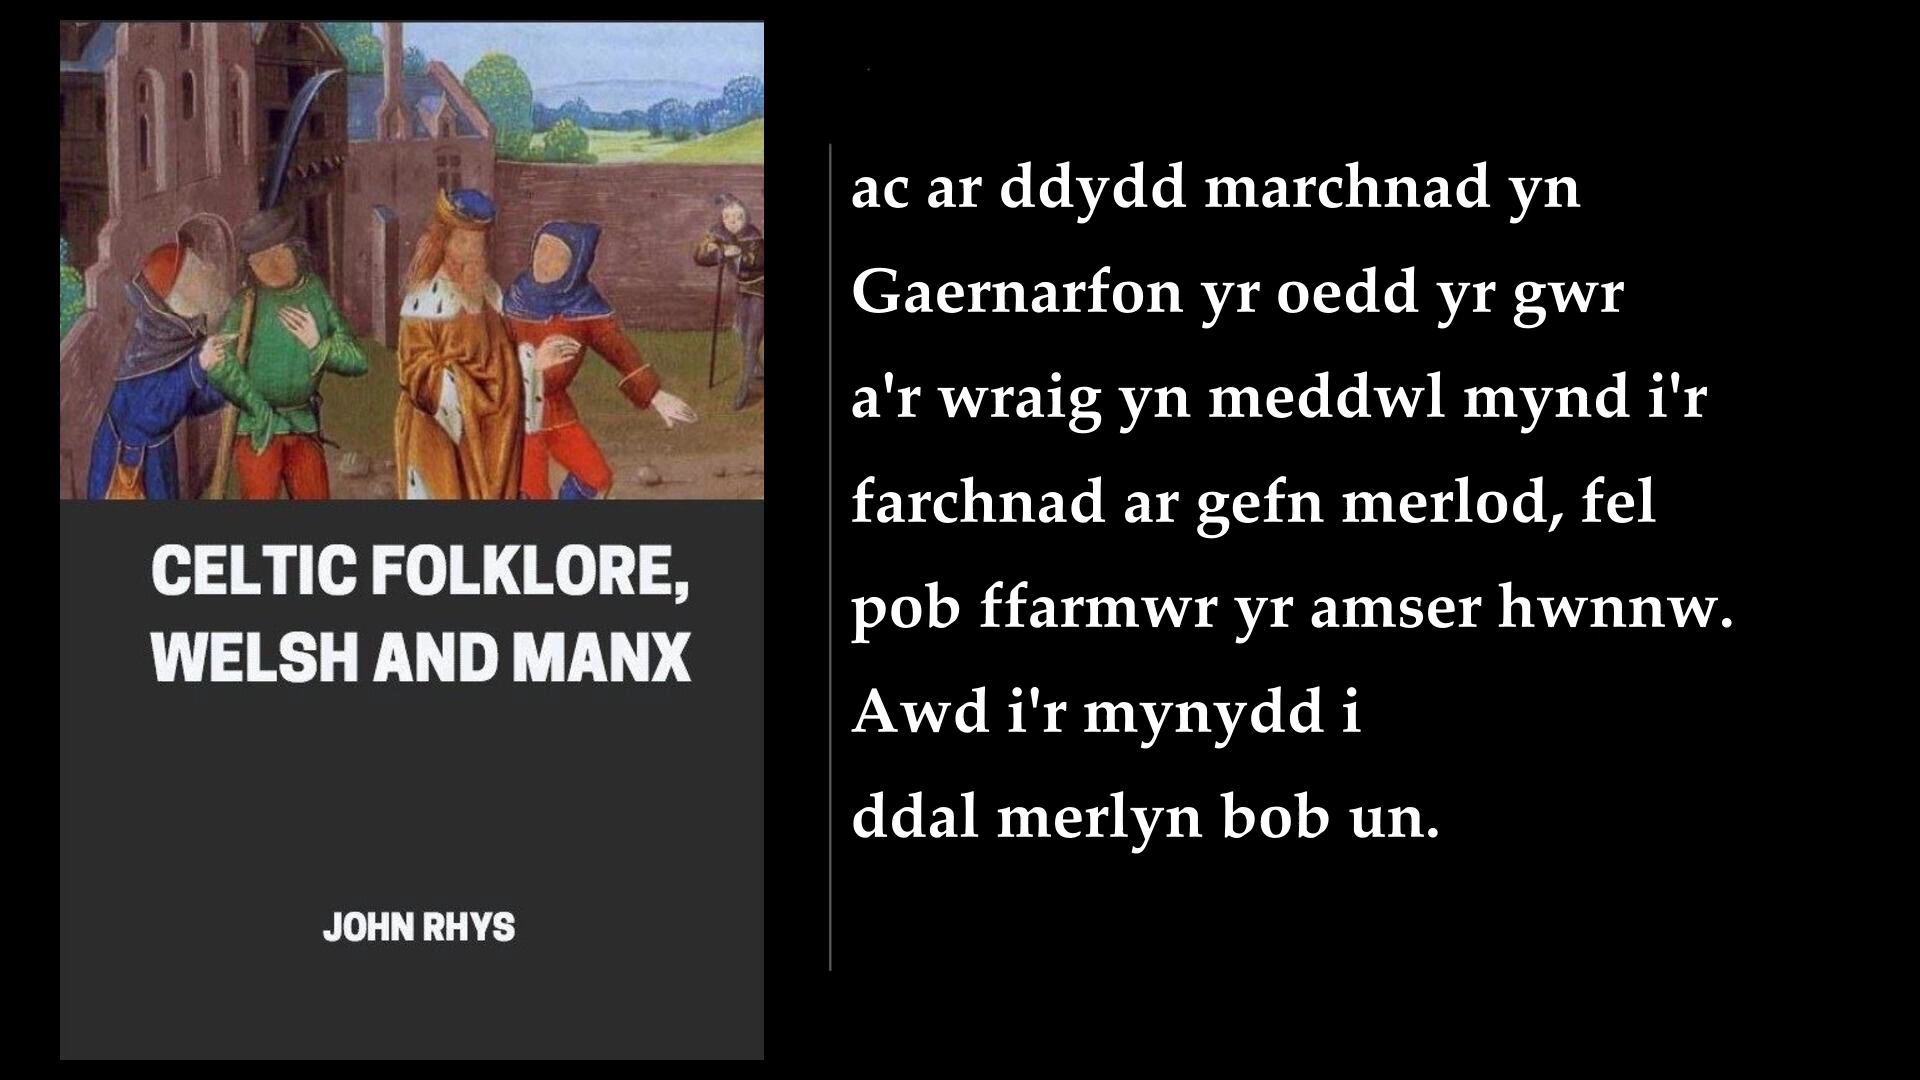 CELTIC FOLKLORE,
WELSH AND MANX
JOHN RHYS
ac ar ddydd marchnad yn
Gaernarfon yr oedd yr gwr
a'r wraig yn meddwl mynd i'r
farchnad ar gefn merlod, fel
pob ffarmwr yr amser hwnnw.
Awd i'r mynydd i
ddal merlyn bob un.